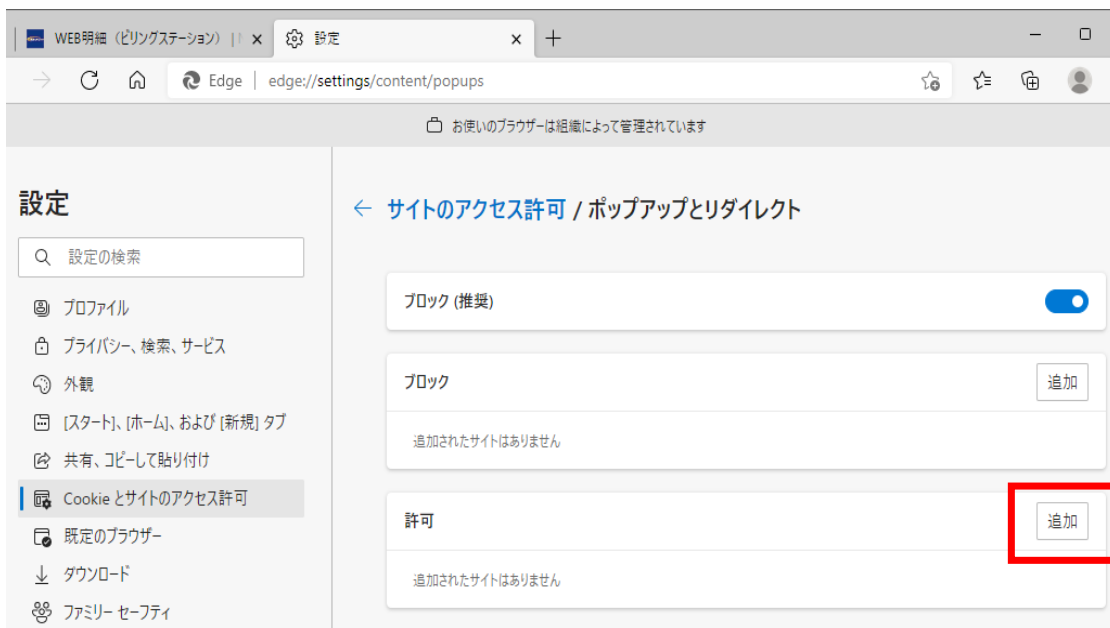 WEB明細（ビリングステーション） | N
設定
Edge
edge://settings/content/popups
お使いのブラウザーは組織によって管理されています
設定
設定の検索
プロファイル
プライバシー、検索、サービス
外観
[スタート]、[ホーム]、および [新規] タブ
共有、コピーして貼り付け
Cookie とサイトのアクセス許可
既定のブラウザー
ダウンロード
ファミリー セーフティ
サイトのアクセス許可 / ポップアップとリダイレクト
ブロック (推奨)
ブロック
追加
追加されたサイトはありません
許可
追加
追加されたサイトはありません